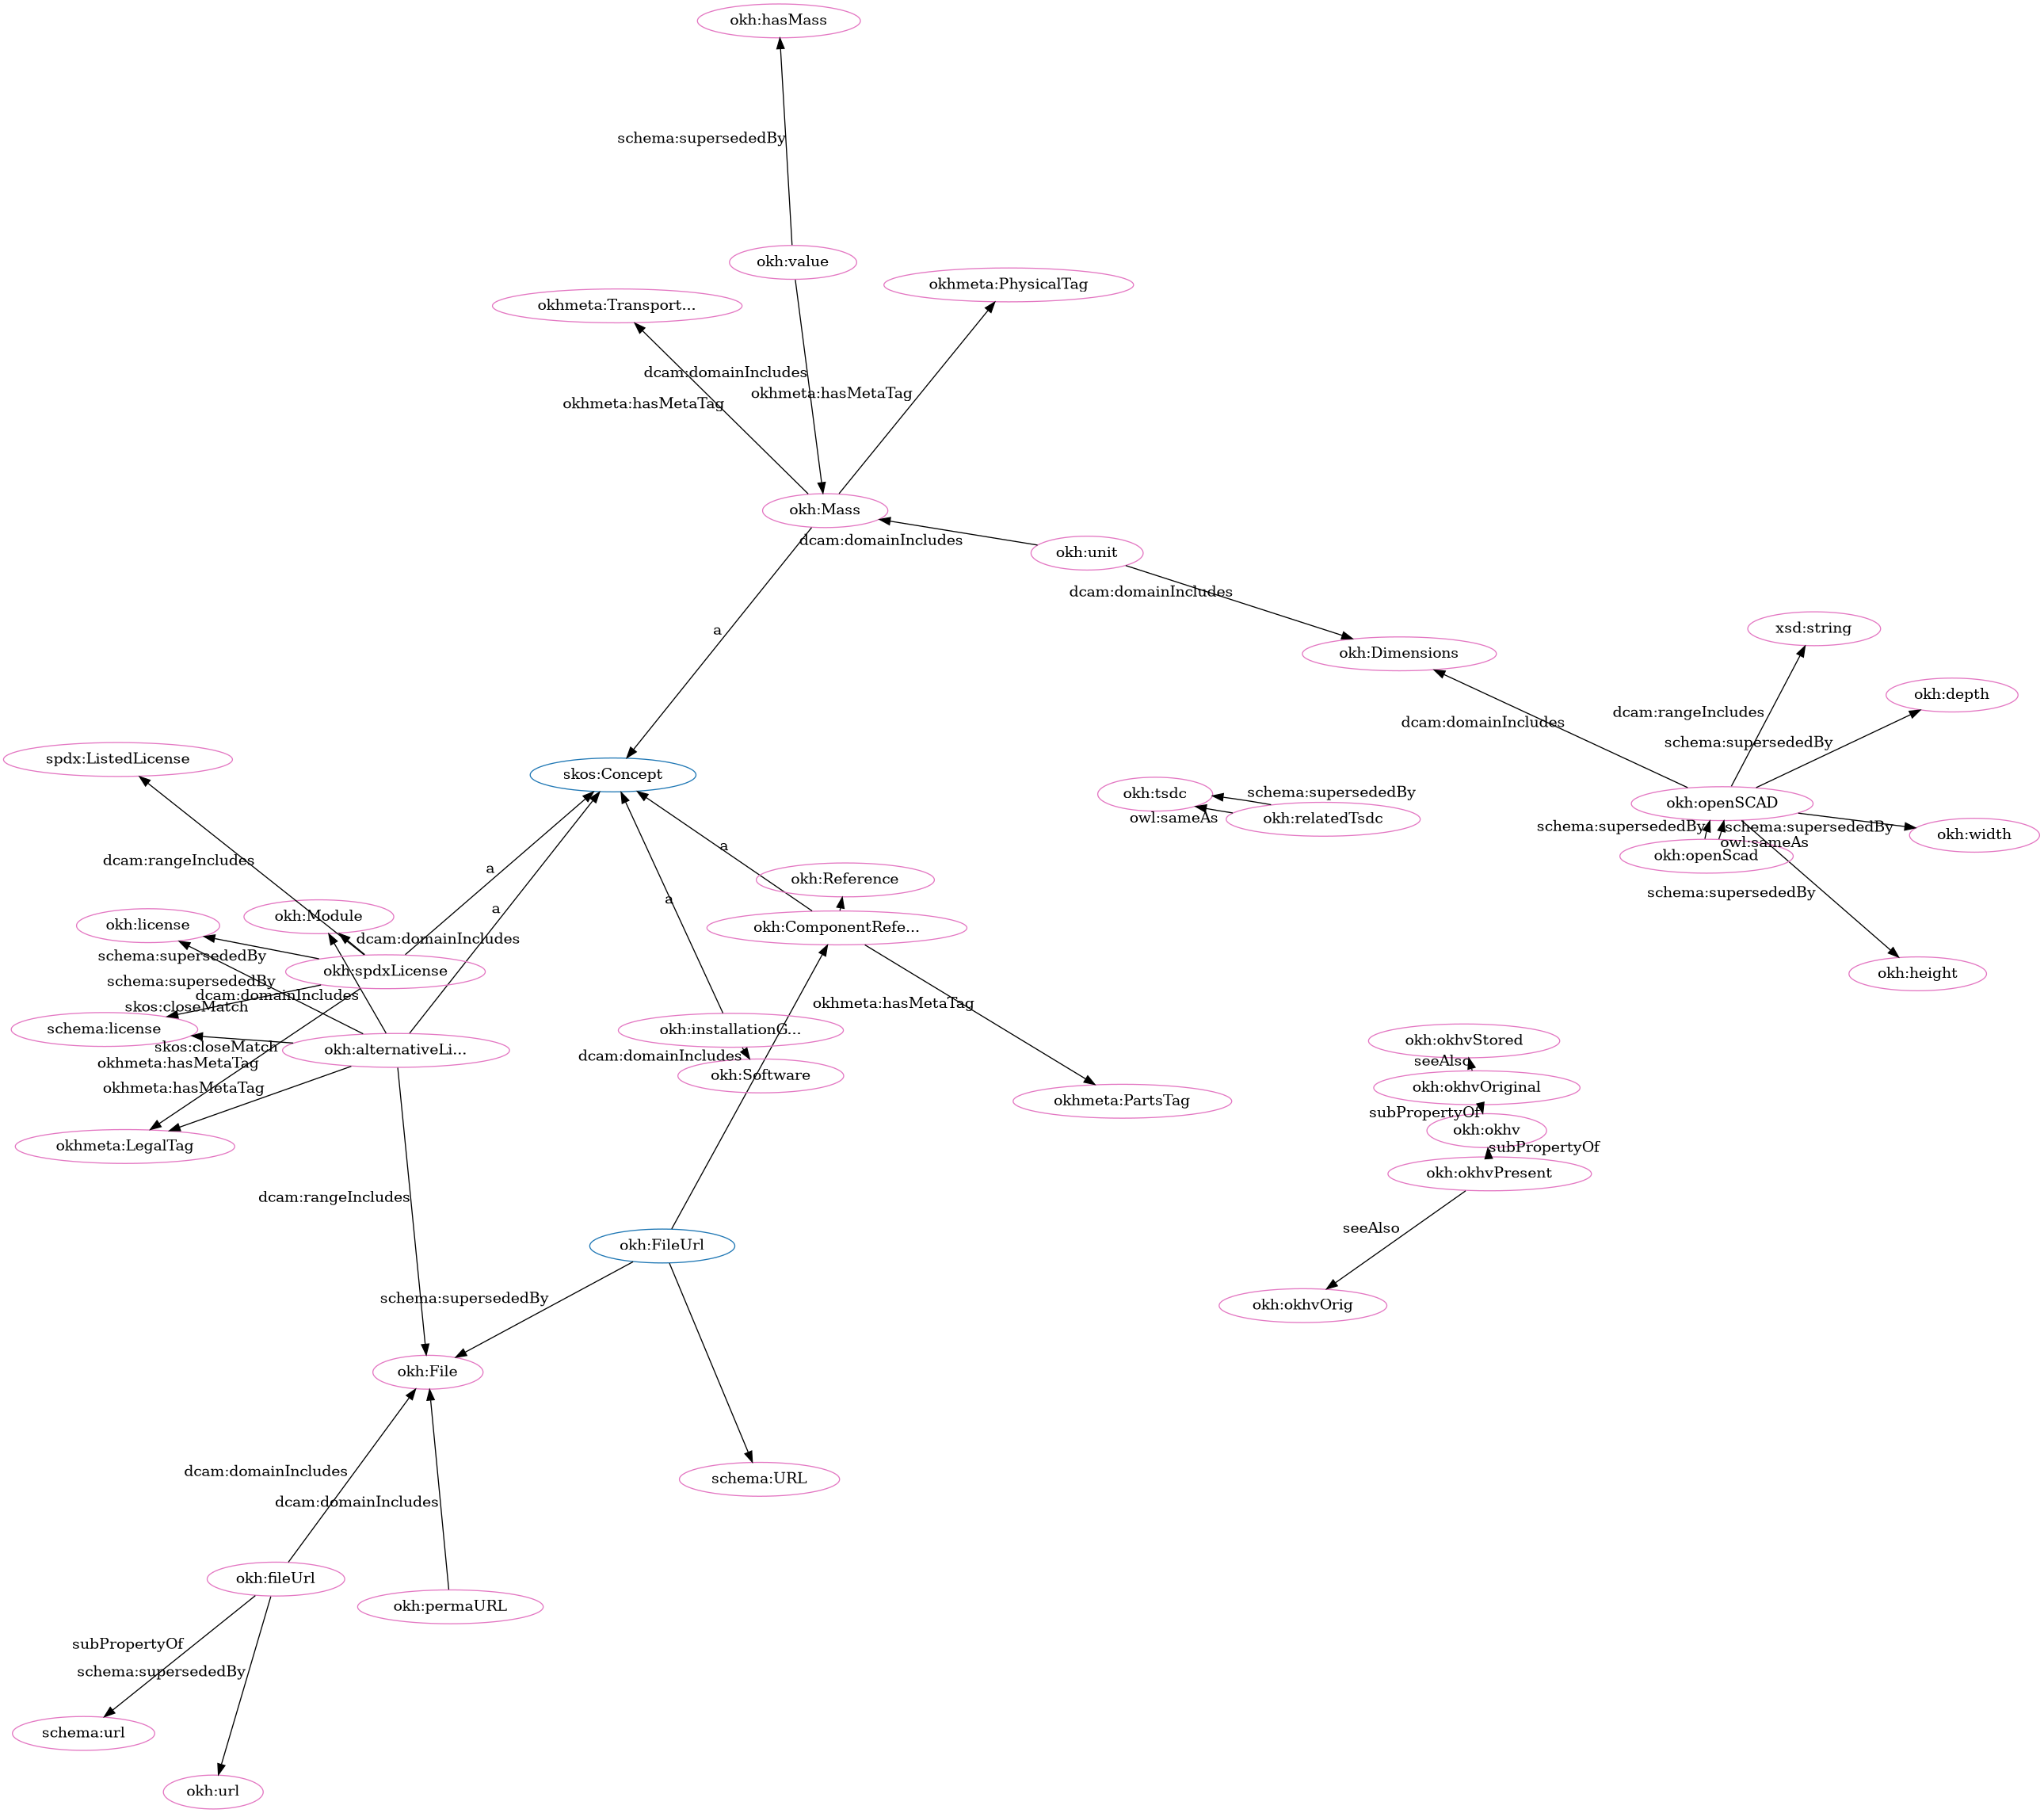 okh:hasMass
schema:supersededBy
okh:value
okhmeta:PhysicalTag
okhmeta:Transport...
dcam:domainIncludes
okhmeta:hasMetaTag
okhmeta:hasMetaTag
okh:Mass
dcam:domainIncludes
okh:unit
dcam:domainIncludes
a
xsd:string
okh:Dimensions
okh:depth
dcam:rangeIncludes
dcam:domainIncludes
schema:supersededBy
spdx:ListedLicense
skos:Concept
okh:tsdc
schema:supersededBy
owl:sameAs
okh:relatedTsdc
okh:openSCAD
schema:supersededBy
schema:supersededBy
okh:width
owl:sameAs
okh:openScad
a
dcam:rangeIncludes
a
okh:Reference
schema:supersededBy
a
a
okh:Module
okh:license
okh:ComponentRefe...
dcam:domainIncludes
schema:supersededBy
okh:spdxLicense
okh:height
schema:supersededBy
dcam:domainIncludes
skos:closeMatch
okhmeta:hasMetaTag
schema:license
okh:installationG...
okh:okhvStored
skos:closeMatch
okh:alternativeLi...
dcam:domainIncludes
seeAlso
okhmeta:hasMetaTag
okh:Software
okhmeta:hasMetaTag
okh:okhvOriginal
okhmeta:PartsTag
subPropertyOf
okh:okhv
okhmeta:LegalTag
subPropertyOf
okh:okhvPresent
dcam:rangeIncludes
seeAlso
okh:FileUrl
schema:supersededBy
okh:okhvOrig
okh:File
dcam:domainIncludes
schema:URL
dcam:domainIncludes
okh:fileUrl
okh:permaURL
subPropertyOf
schema:supersededBy
schema:url
okh:url